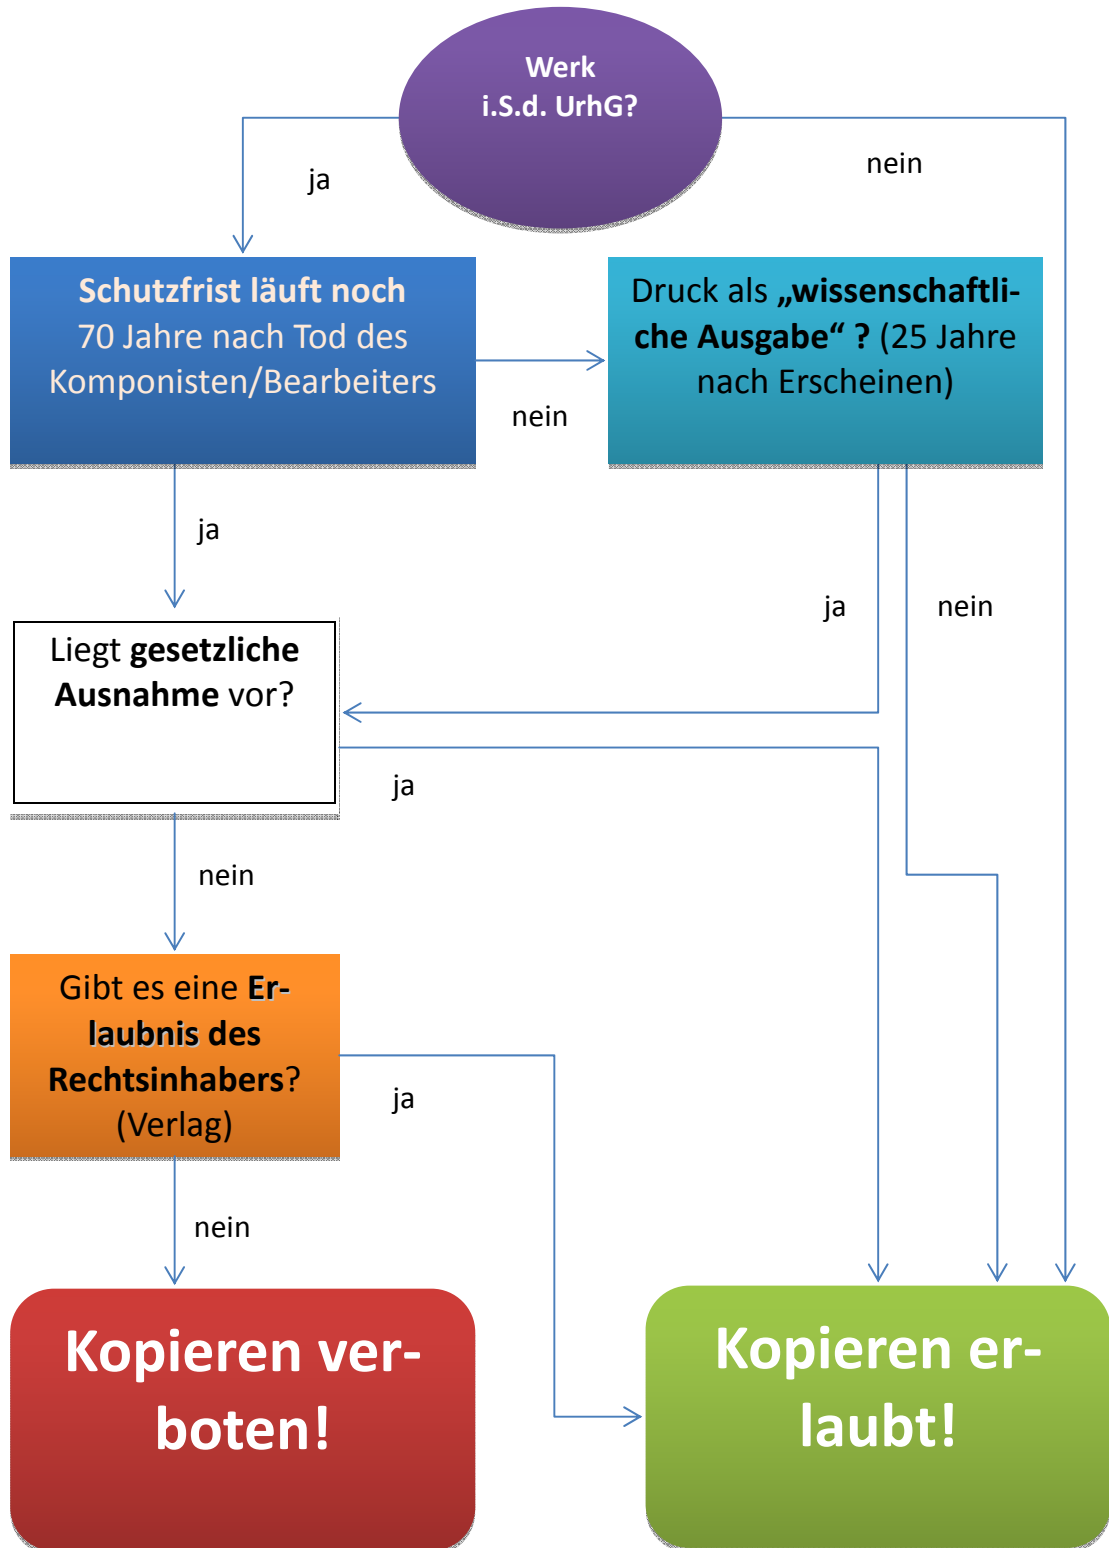 Werk
i.S.d. UrhG?
ja
nein
Schutzfrist läuft noch
70 Jahre nach Tod des
Komponisten/Bearbeiters
nein
Druck als „wissenschaftli-
che Ausgabe“ ? (25 Jahre
nach Erscheinen)
ja
ja
nein
Liegt gesetzliche
Ausnahme vor?
ja
nein
Gibt es eine Er-
laubnis des
Rechtsinhabers?
(Verlag)
ja
nein
Kopieren ver-
boten!
Kopieren er-
laubt!